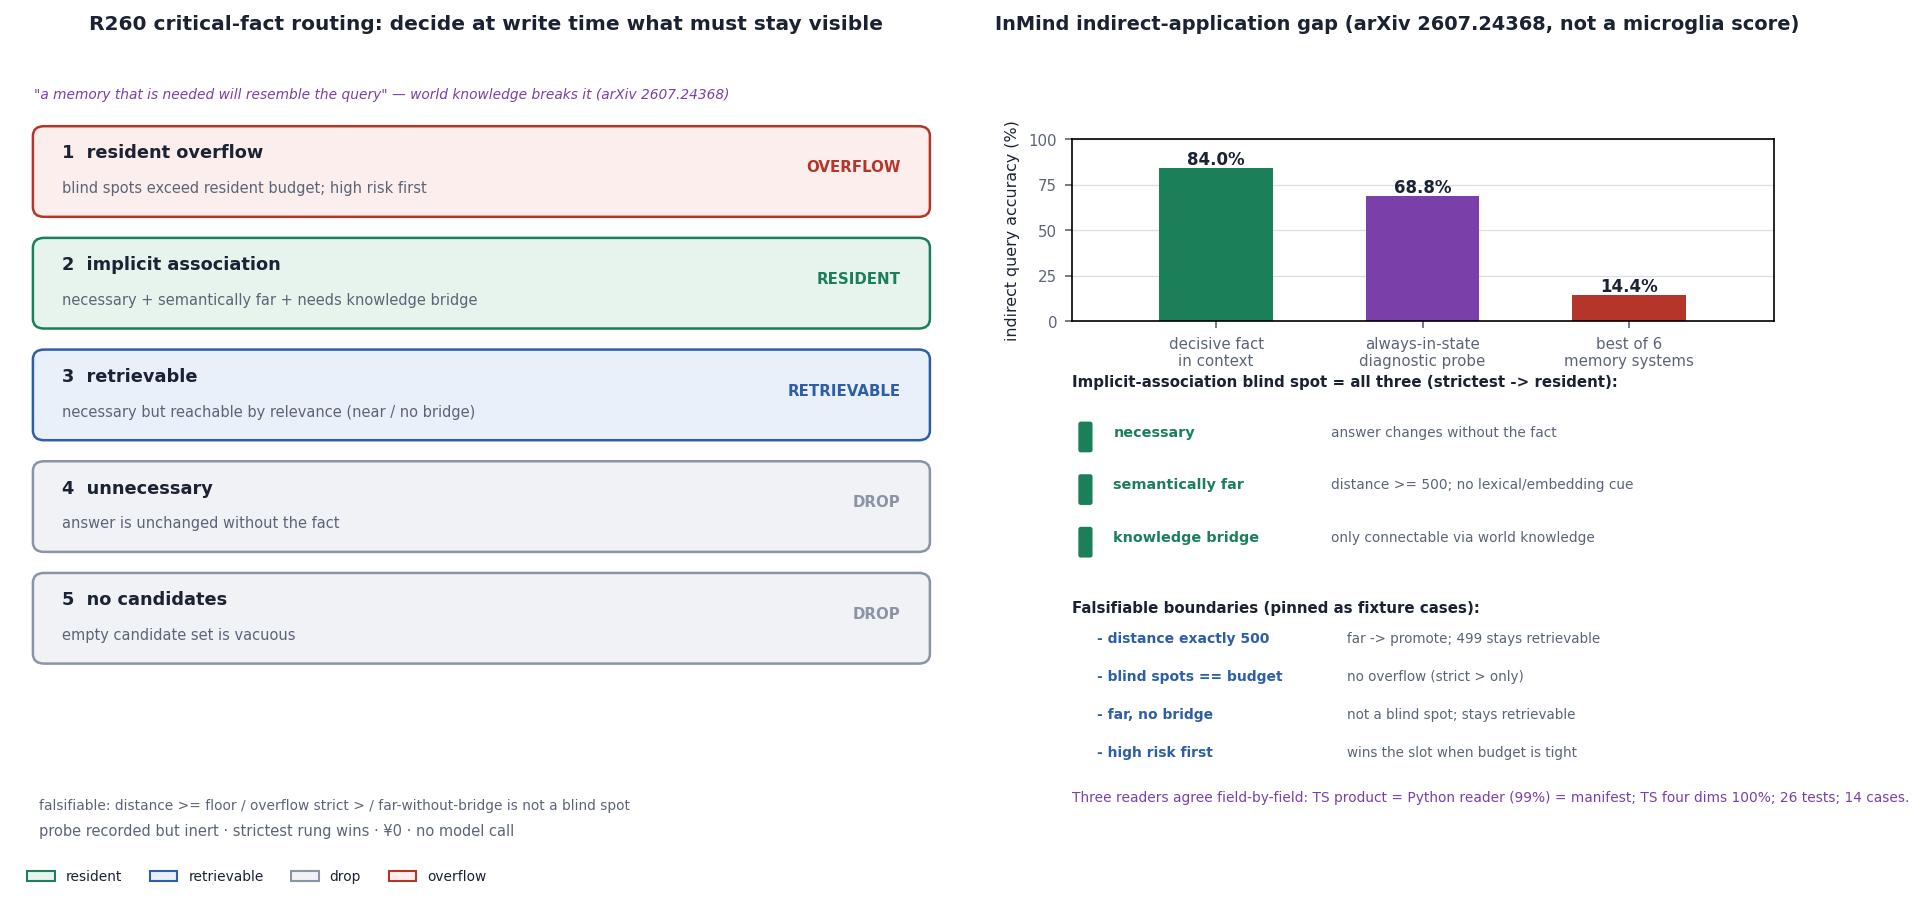 R260 critical-fact routing: decide at write time what must stay visible
"a memory that is needed will resemble the query" — world knowledge breaks it (arXiv 2607.24368)
1 resident overflow
blind spots exceed resident budget; high risk first
OVERFLOW
2 implicit association
necessary + semantically far + needs knowledge bridge
RESIDENT
3 retrievable
necessary but reachable by relevance (near / no bridge)
RETRIEVABLE
4 unnecessary
answer is unchanged without the fact
DROP
5 no candidates
empty candidate set is vacuous
DROP
falsifiable: distance >= floor / overflow strict > / far-without-bridge is not a blind spot
probe recorded but inert · strictest rung wins · ¥0 · no model call
resident
retrievable
drop
overflow
InMind indirect-application gap (arXiv 2607.24368, not a microglia score)
indirect query accuracy (%)
100
75
50
25
0
84.0%
68.8%
14.4%
decisive fact
in context
always-in-state
diagnostic probe
best of 6
memory systems
Implicit-association blind spot = all three (strictest -> resident):
necessary answer changes without the fact
semantically far distance >= 500; no lexical/embedding cue
knowledge bridge only connectable via world knowledge
Falsifiable boundaries (pinned as fixture cases):
- distance exactly 500 far -> promote; 499 stays retrievable
- blind spots == budget no overflow (strict > only)
- far, no bridge not a blind spot; stays retrievable
- high risk first wins the slot when budget is tight
Three readers agree field-by-field: TS product = Python reader (99%) = manifest; TS four dims 100%; 26 tests; 14 cases.